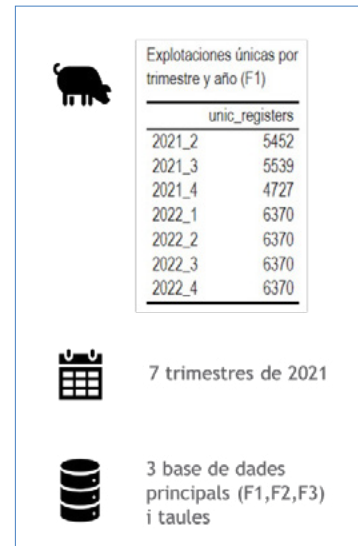 Explotaciones únicas por
trimestre y año (F1)
unic_registers
2021_2 5452
2021_3 5539
2021_4 4727
2022_1 6370
2022_2 6370
2022_3 6370
2022_4 6370
7 trimestres de 2021
3 base de dades
principals (F1,F2,F3)
i taules